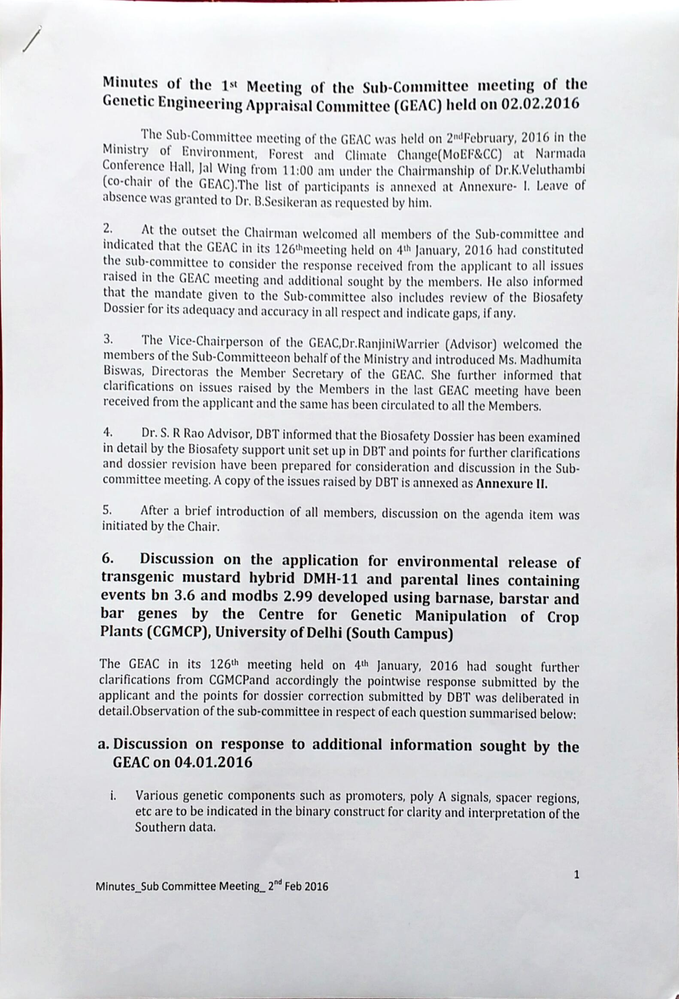 Minutes of the 1st Meeting of the Sub-Committee meeting of the
Genetic Engineering Appraisal Committee (GEAC) held on 02.02.2016
The Sub-Committee meeting of the GEAC was held on 2ndFebruary, 2016 in the
Ministry of Environment, Forest and Climate Change(MoEF&CC) at Narmada
Conference Hall, Jal Wing from 11:00 am under the Chairmanship of Dr.K.Veluthambi
(co-chair of the GEAC).The list of participants is annexed at Annexure- I. Leave of
absence was granted to Dr. B.Sesikeran as requested by him.
2. At the outset the Chairman welcomed all members of the Sub-committee and
indicated that the GEAC in its 126thmeeting held on 4th January, 2016 had constituted
the sub-committee to consider the response received from the applicant to all issues
raised in the GEAC meeting and additional sought by the members. He also informed
that the mandate given to the Sub-committee also includes review of the Biosafety
Dossier for its adequacy and accuracy in all respect and indicate gaps, if any.
3. The Vice-Chairperson of the GEAC,Dr.RanjiniWarrier (Advisor) welcomed the
members of the Sub-Committeeon behalf of the Ministry and introduced Ms. Madhumita
Biswas, Directoras the Member Secretary of the GEAC. She further informed that
clarifications on issues raised by the Members in the last GEAC meeting have been
received from the applicant and the same has been circulated to all the Members.
4. Dr. S. R Rao Advisor, DBT informed that the Biosafety Dossier has been examined
in detail by the Biosafety support unit set up in DBT and points for further clarifications
and dossier revision have been prepared for consideration and discussion in the Sub-
committee meeting. A copy of the issues raised by DBT is annexed as Annexure II.
5. After a brief introduction of all members, discussion on the agenda item was
initiated by the Chair.
6. Discussion on the application for environmental release of
transgenic mustard hybrid DMH-11 and parental lines containing
events bn 3.6 and modbs 2.99 developed using barnase, barstar and
bar genes by the Centre for Genetic Manipulation of Crop
Plants (CGMCP), University of Delhi (South Campus)
The GEAC in its 126th meeting held on 4th January, 2016 had sought further
clarifications from CGMCPand accordingly the pointwise response submitted by the
applicant and the points for dossier correction submitted by DBT was deliberated in
detail.Observation of the sub-committee in respect of each question summarised below:
a. Discussion on response to additional information sought by the
GEAC on 04.01.2016
i. Various genetic components such as promoters, poly A signals, spacer regions,
etc are to be indicated in the binary construct for clarity and interpretation of the
Southern data.
1
Minutes_Sub Committee Meeting_ 2nd Feb 2016